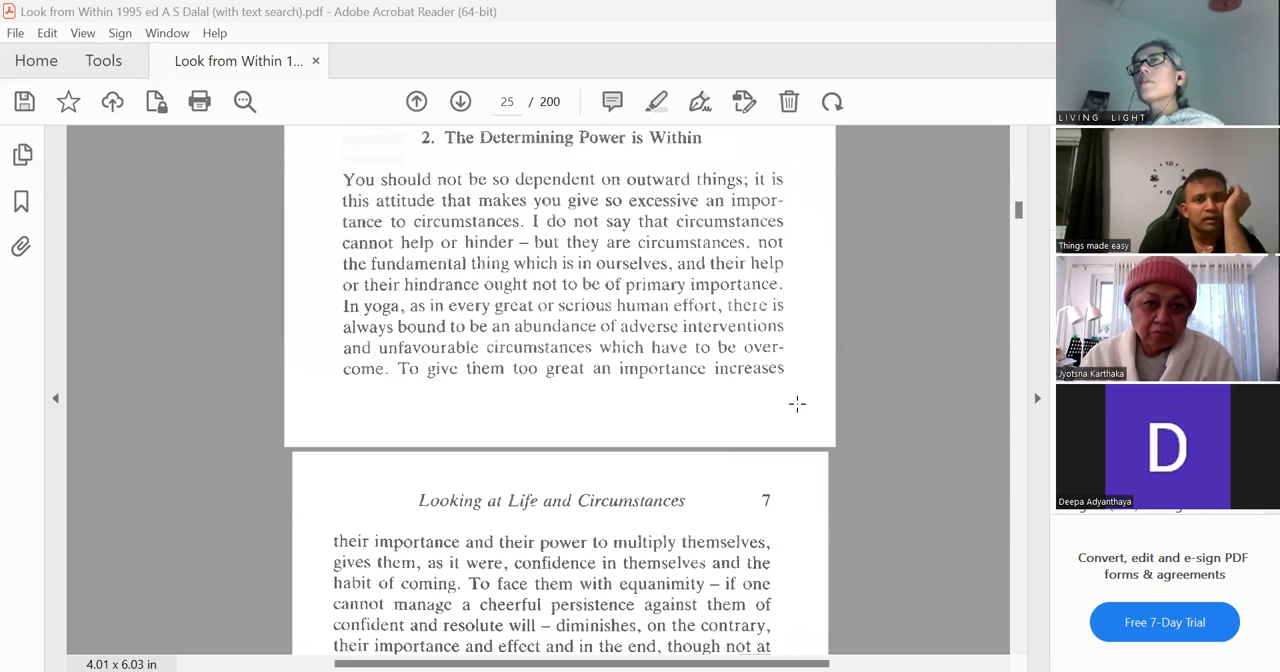 Look from Within 1995 ed A S Dalal (with text search).pdf - Adobe Acrobat Reader (64-bit)
File Edit View Sign Window Help
Home Tools Look from Within 1... ×
25 / 200
2. The Determining Power is Within
You should not be so dependent on outward things; it is
this attitude that makes you give so excessive an impor-
tance to circumstances. I do not say that circumstances
cannot help or hinder – but they are circumstances, not
the fundamental thing which is in ourselves, and their help
or their hindrance ought not to be of primary importance.
In yoga, as in every great or serious human effort, there is
always bound to be an abundance of adverse interventions
and unfavourable circumstances which have to be over-
come. To give them too great an importance increases
Looking at Life and Circumstances 7
their importance and their power to multiply themselves,
gives them, as it were, confidence in themselves and the
habit of coming. To face them with equanimity – if one
cannot manage a cheerful persistence against them of
confident and resolute will – diminishes, on the contrary,
their importance and effect and in the end, though not at
4.01 x 6.03 in
LIVING LIGHT
12
6
Things made easy
Jyotsna Karthaka
D
Deepa Adyanthaya
Convert, edit and e-sign PDF
forms & agreements
Free 7-Day Trial